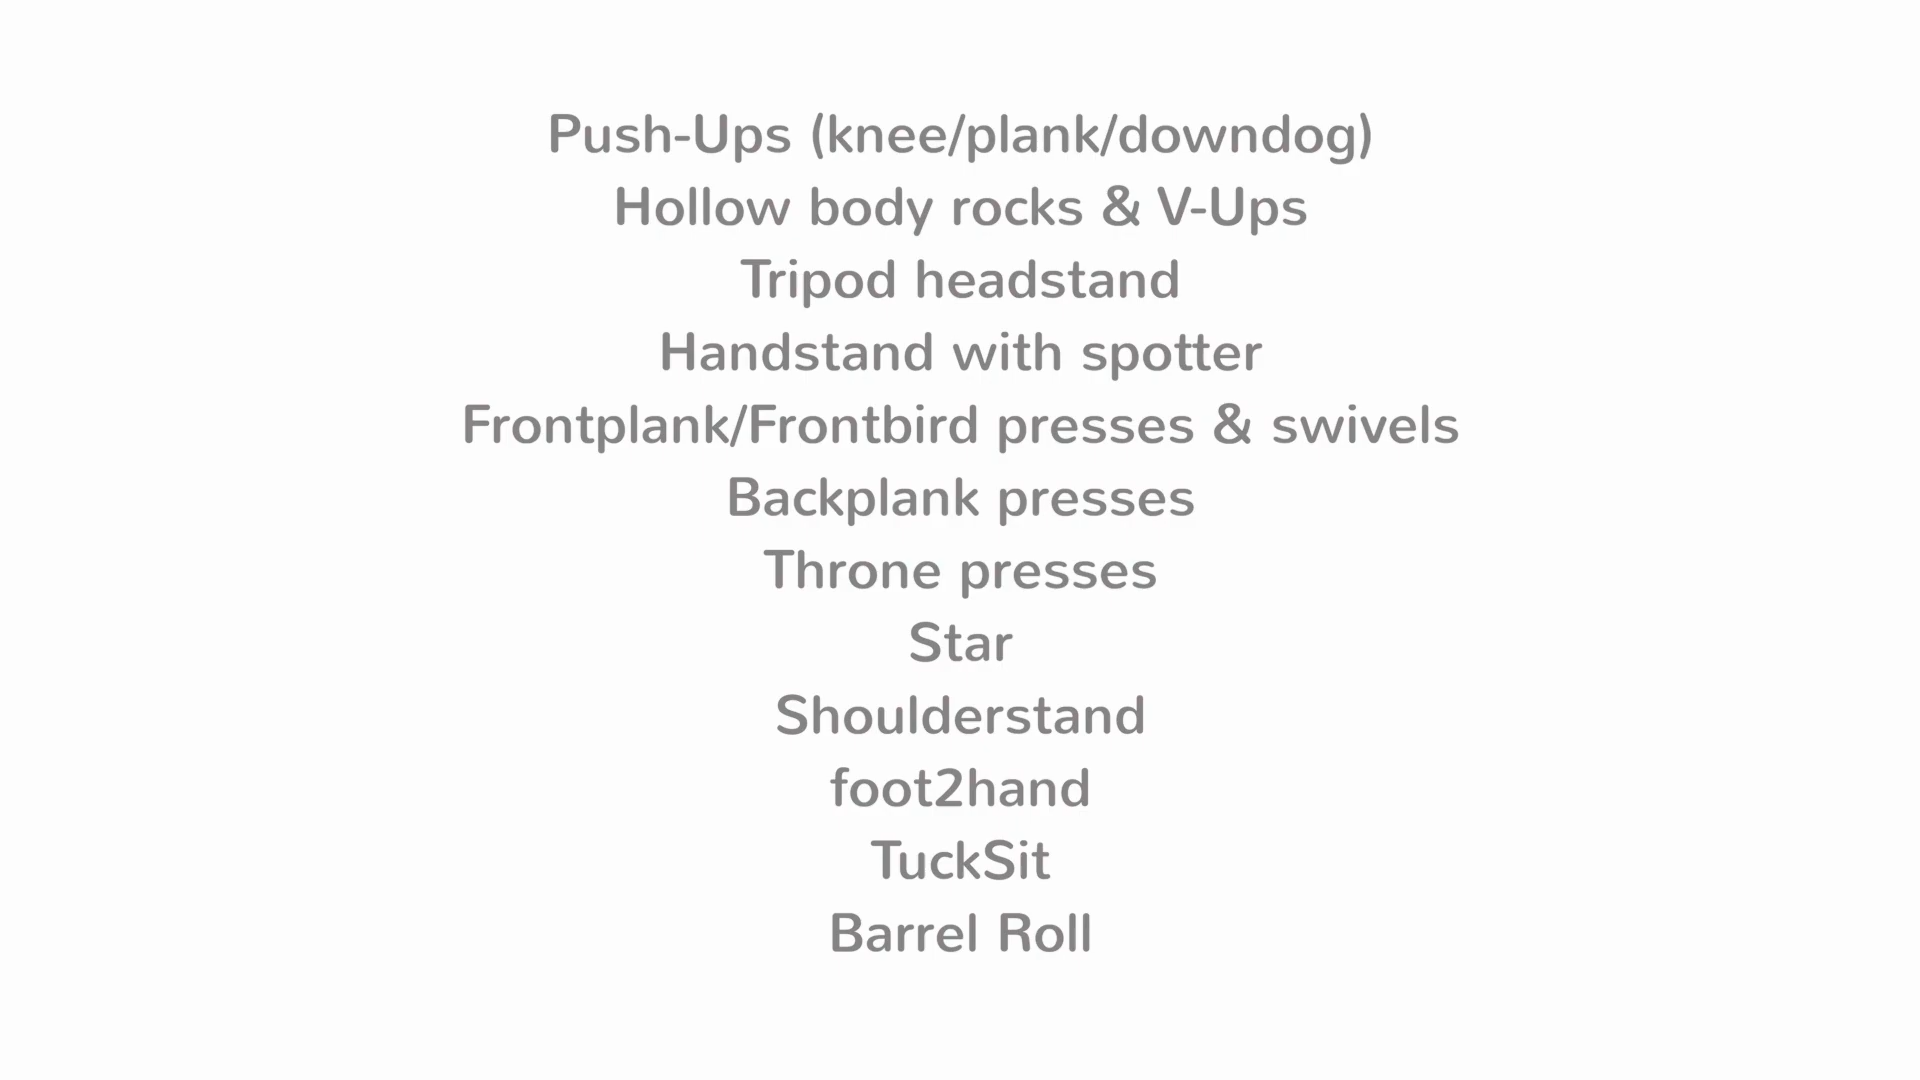 Push-Ups (knee/plank/downdog)
Hollow body rocks & V-Ups
Tripod headstand
Handstand with spotter
Frontplank/Frontbird presses & swivels
Backplank presses
Throne presses
Star
Shoulderstand
foot2hand
TuckSit
Barrel Roll